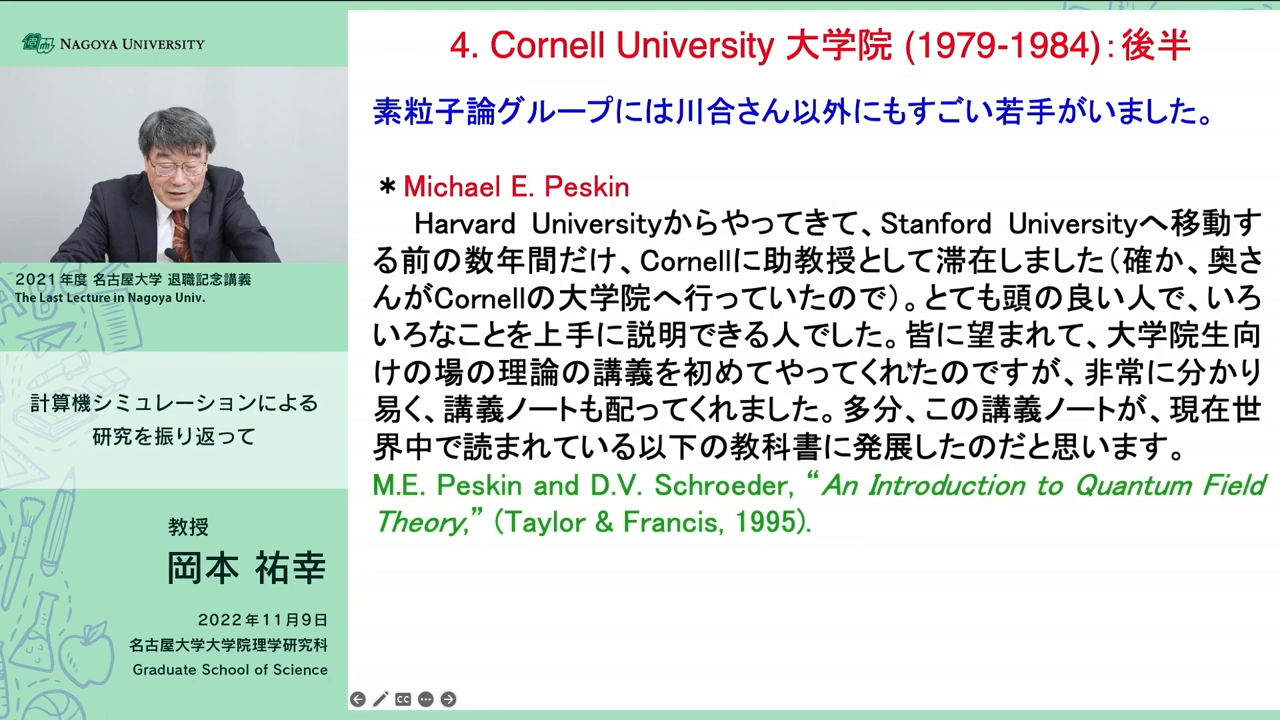 NAGOYA UNIVERSITY
2021年度 名古屋大学 退職記念講義
The Last Lecture in Nagoya Univ.
計算機シミュレーションによる
研究を振り返って
教授
岡本 祐幸
2022年11月9日
名古屋大学大学院理学研究科
Graduate School of Science
4. Cornell University 大学院 (1979-1984):後半
素粒子論グループには川合さん以外にもすごい若手がいました。
* Michael E. Peskin
Harvard Universityからやってきて、Stanford Universityへ移動す
る前の数年間だけ、Cornellに助教授として滞在しました(確か、奥さ
んがCornellの大学院へ行っていたので)。とても頭の良い人で、いろ
いろなことを上手に説明できる人でした。皆に望まれて、大学院生向
けの場の理論の講義を初めてやってくれたのですが、非常に分かり
易く、講義ノートも配ってくれました。多分、この講義ノートが、現在世
界中で読まれている以下の教科書に発展したのだと思います。
M.E. Peskin and D.V. Schroeder, “An Introduction to Quantum Field
Theory,” (Taylor & Francis, 1995).
CC